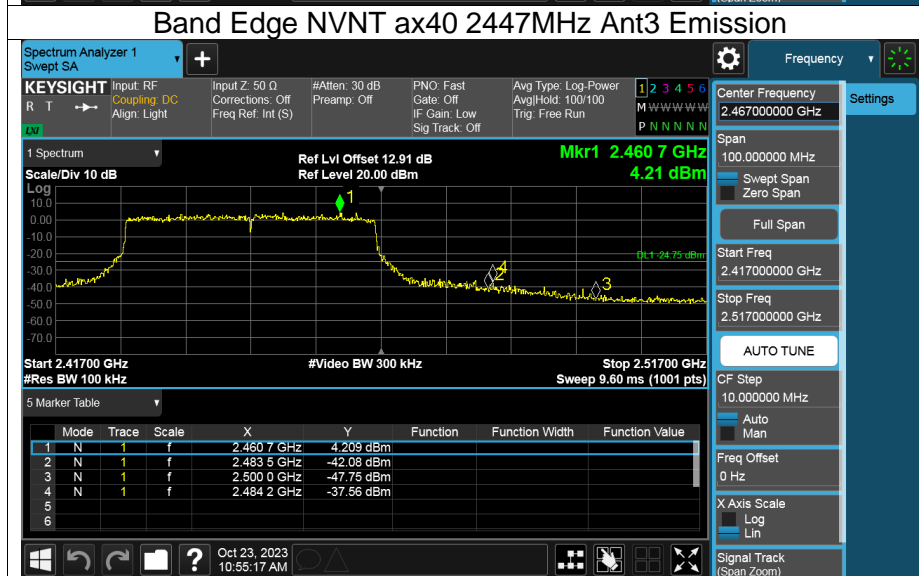 (Span Zoom)
Band Edge NVNT ax40 2447MHz Ant3 Emission
Spectrum Analyzer 1
Swept SA
+
Frequency
KEYSIGHT
R T
LXI
Input: RF
Coupling: DC
Align: Light
Input Z: 50 Ω
Corrections: Off
Freq Ref: Int (S)
#Atten: 30 dB
Preamp: Off
PNO: Fast
Gate: Off
IF Gain: Low
Sig Track: Off
Avg Type: Log-Power
Avg|Hold: 100/100
Trig: Free Run
1 2 3 4 5 6
M W W W W W
P N N N N N
1 Spectrum
Scale/Div 10 dB
Ref Lvl Offset 12.91 dB
Ref Level 20.00 dBm
Mkr1 2.460 7 GHz
4.21 dBm
Log
10.0
0.00
-10.0
-20.0
-30.0
-40.0
-50.0
-60.0
-70.0
1
DL1 -24.75 dBm
4
2
3
Start 2.41700 GHz
#Res BW 100 kHz
#Video BW 300 kHz
Stop 2.51700 GHz
Sweep 9.60 ms (1001 pts)
5 Marker Table
Mode Trace Scale X Y Function Function Width Function Value
1 N 1 f 2.460 7 GHz 4.209 dBm
2 N 1 f 2.483 5 GHz -42.08 dBm
3 N 1 f 2.500 0 GHz -47.75 dBm
4 N 1 f 2.484 2 GHz -37.56 dBm
5
6
?
Oct 23, 2023
10:55:17 AM
Center Frequency
2.467000000 GHz
Settings
Span
100.000000 MHz
Swept Span
Zero Span
Full Span
Start Freq
2.417000000 GHz
Stop Freq
2.517000000 GHz
AUTO TUNE
CF Step
10.000000 MHz
Auto
Man
Freq Offset
0 Hz
X Axis Scale
Log
Lin
Signal Track
(Span Zoom)